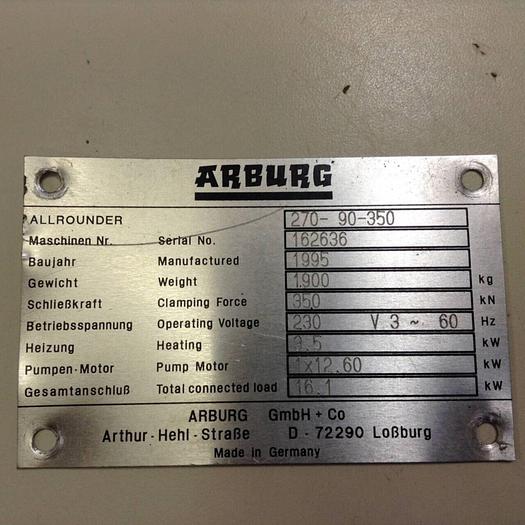 ARBURG
ALLROUNDER 270- 90-350
Maschinen Nr. Serial No. 162636
Baujahr Manufactured 1995
Gewicht Weight 1.900 kg
Schließkraft Clamping Force 350 kN
Betriebsspannung Operating Voltage 230 V 3 ~ 60 Hz
Heizung Heating 3.5 kW
Pumpen-Motor Pump Motor 1x12.60 kW
Gesamtanschluß Total connected load 16.1 kW
ARBURG GmbH + Co
Arthur-Hehl-Straße D-72290 Loßburg
Made in Germany